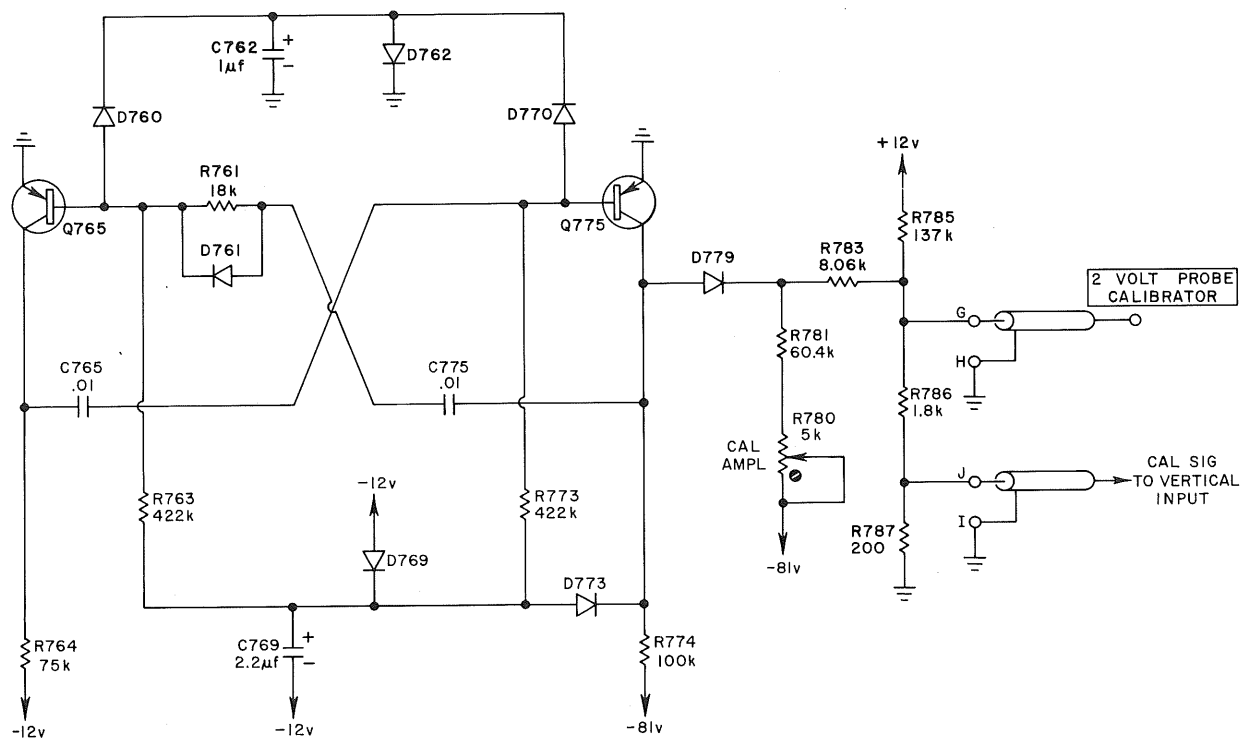 C762
1µf
+
−
D762
D760
D770
R761
18k
Q765
D761
Q775
+12v
R785
137k
D779
R783
8.06k
2 VOLT PROBE
CALIBRATOR
G
H
R781
60.4k
C765
.01
C775
.01
R786
1.8k
R780
5k
CAL
AMPL
J
CAL SIG
TO VERTICAL
INPUT
I
-12v
R763
422k
R773
422k
R787
200
D769
-81v
D773
R764
75k
C769
2.2µf
+
−
R774
100k
-12v
-12v
-81v